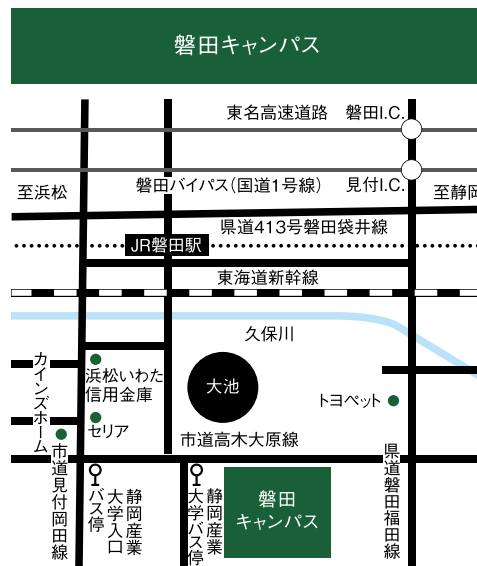 磐田キャンパス
東名高速道路
磐田I.C.
磐田バイパス(国道1号線)
見付I.C.
至浜松
至静岡
県道413号磐田袋井線
JR磐田駅
東海道新幹線
久保川
カインズホーム
浜松いわた
信用金庫
大池
トヨペット
セリア
市道高木大原線
市道見付岡田線
県道磐田福田線
静岡産業
大学入口
バス停
静岡産業
大学バス停
磐田
キャンパス